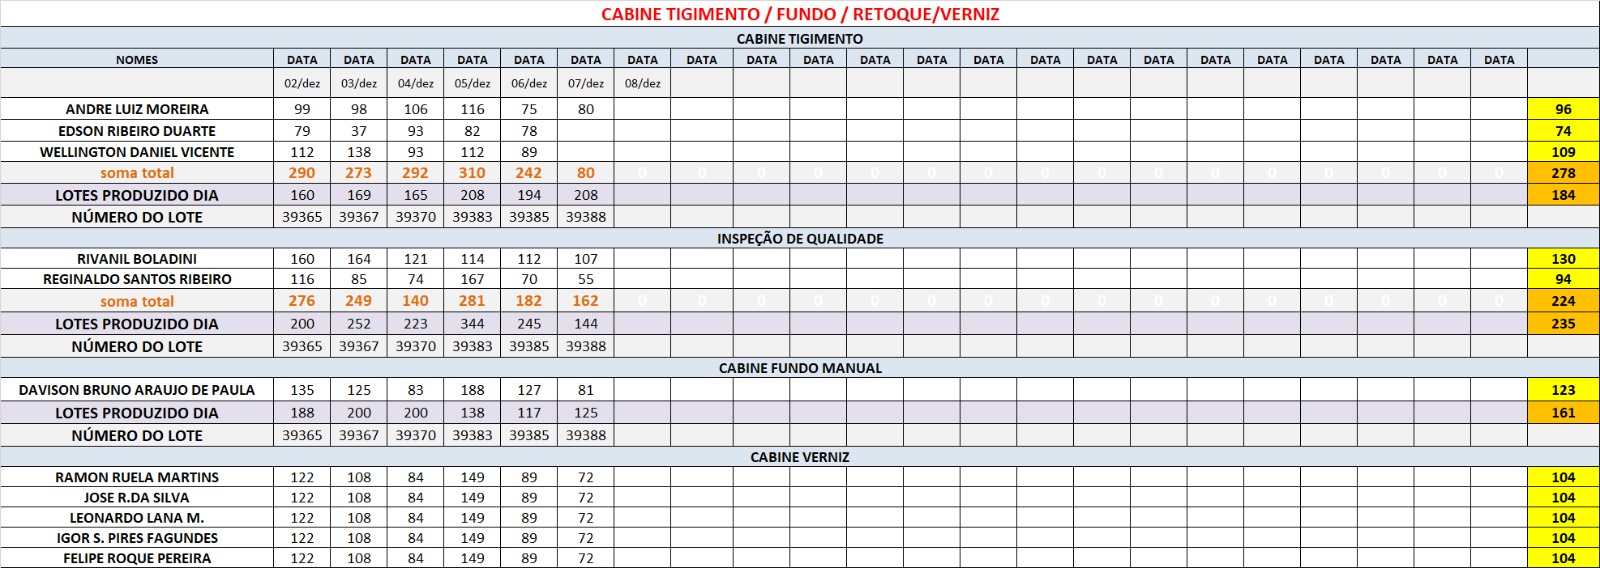 CABINE TIGIMENTO / FUNDO / RETOQUE/VERNIZ
CABINE TIGIMENTO
NOMES DATA DATA DATA DATA DATA DATA DATA DATA DATA DATA DATA DATA DATA DATA DATA DATA DATA DATA DATA DATA DATA DATA
02/dez 03/dez 04/dez 05/dez 06/dez 07/dez 08/dez
ANDRE LUIZ MOREIRA 99 98 106 116 75 80 96
EDSON RIBEIRO DUARTE 79 37 93 82 78 74
WELLINGTON DANIEL VICENTE 112 138 93 112 89 109
soma total 290 273 292 310 242 80 0 0 0 0 0 0 0 0 0 0 0 0 0 0 0 0 278
LOTES PRODUZIDO DIA 160 169 165 208 194 208 184
NÚMERO DO LOTE 39365 39367 39370 39383 39385 39388
INSPEÇÃO DE QUALIDADE
RIVANIL BOLADINI 160 164 121 114 112 107 130
REGINALDO SANTOS RIBEIRO 116 85 74 167 70 55 94
soma total 276 249 140 281 182 162 0 0 0 0 0 0 0 0 0 0 0 0 0 0 0 0 224
LOTES PRODUZIDO DIA 200 252 223 344 245 144 235
NÚMERO DO LOTE 39365 39367 39370 39383 39385 39388
CABINE FUNDO MANUAL
DAVISON BRUNO ARAUJO DE PAULA 135 125 83 188 127 81 123
LOTES PRODUZIDO DIA 188 200 200 138 117 125 161
NÚMERO DO LOTE 39365 39367 39370 39383 39385 39388
CABINE VERNIZ
RAMON RUELA MARTINS 122 108 84 149 89 72 104
JOSE R.DA SILVA 122 108 84 149 89 72 104
LEONARDO LANA M. 122 108 84 149 89 72 104
IGOR S. PIRES FAGUNDES 122 108 84 149 89 72 104
FELIPE ROQUE PEREIRA 122 108 84 149 89 72 104